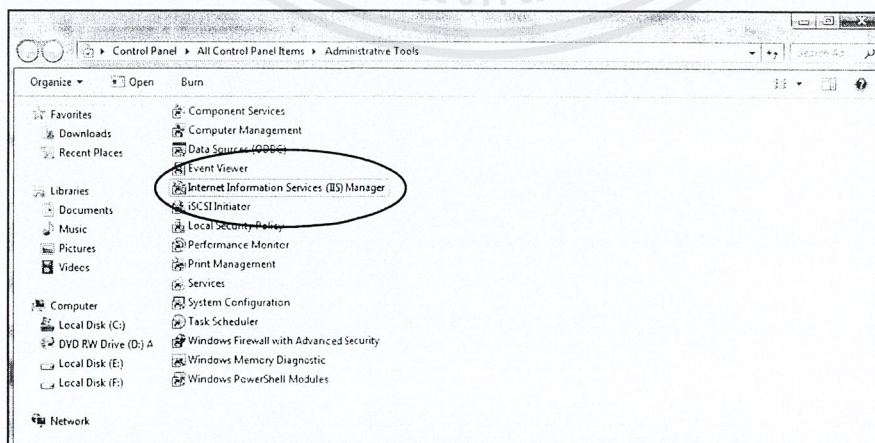 Control Panel ▸ All Control Panel Items ▸ Administrative Tools
Organize ▾ Open Burn
Favorites
Downloads
Recent Places
Libraries
Documents
Music
Pictures
Videos
Computer
Local Disk (C:)
DVD RW Drive (D:) A
Local Disk (E:)
Local Disk (F:)
Network
Component Services
Computer Management
Data Sources (ODBC)
Event Viewer
Internet Information Services (IIS) Manager
iSCSI Initiator
Local Security Policy
Performance Monitor
Print Management
Services
System Configuration
Task Scheduler
Windows Firewall with Advanced Security
Windows Memory Diagnostic
Windows PowerShell Modules